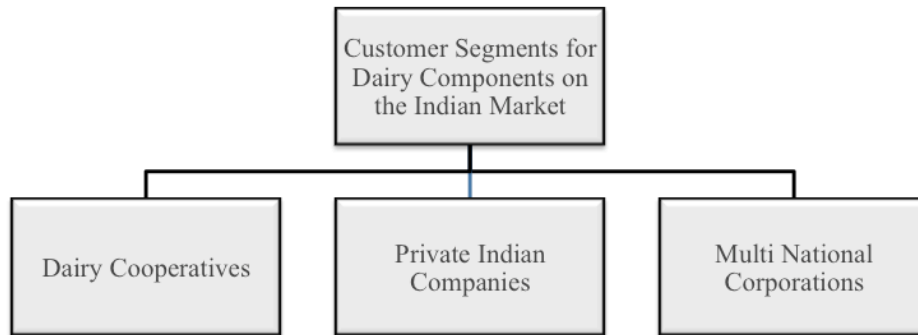 Customer Segments for
Dairy Components on
the Indian Market
Dairy Cooperatives
Private Indian
Companies
Multi National
Corporations